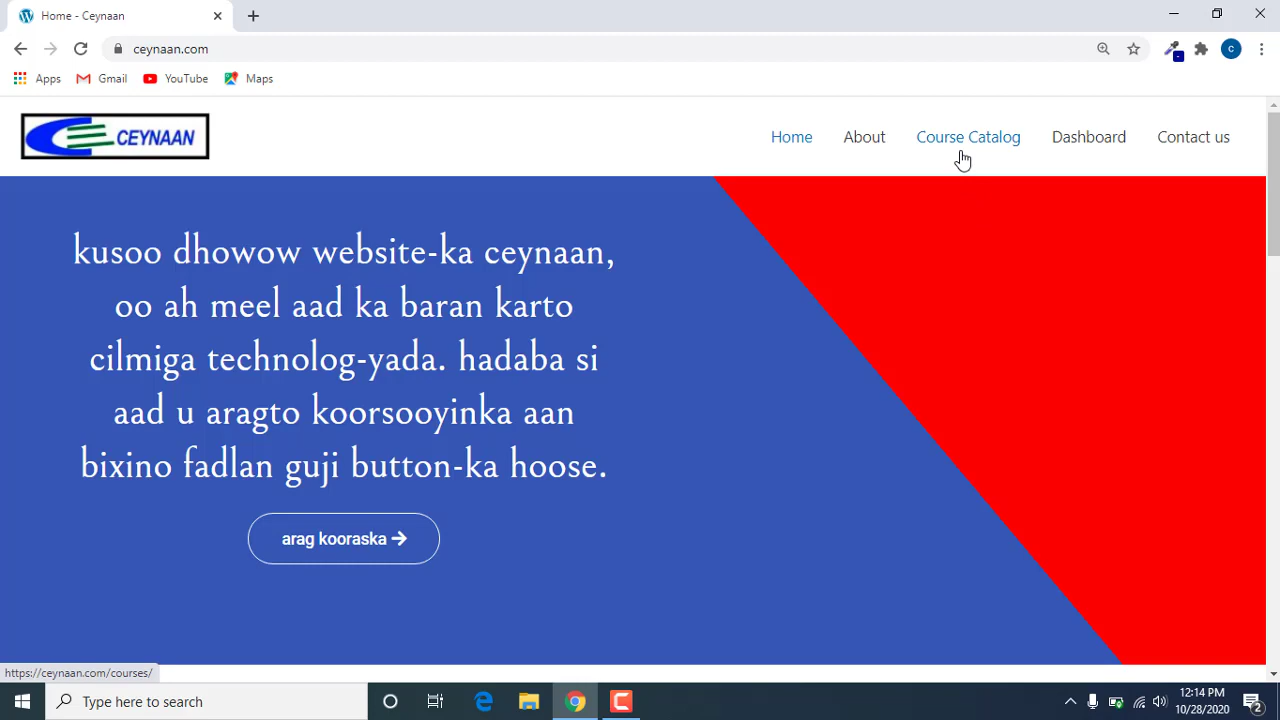 Home - Ceynaan
ceynaan.com
Apps
Gmail
YouTube
Maps
CEYNAAN
Home
About
Course Catalog
Dashboard
Contact us
kusoo dhowow website-ka ceynaan,
oo ah meel aad ka baran karto
cilmiga technolog-yada. hadaba si
aad u aragto koorsooyinka aan
bixino fadlan guji button-ka hoose.
arag kooraska
https://ceynaan.com/courses/
Type here to search
12:14 PM
10/28/2020
2